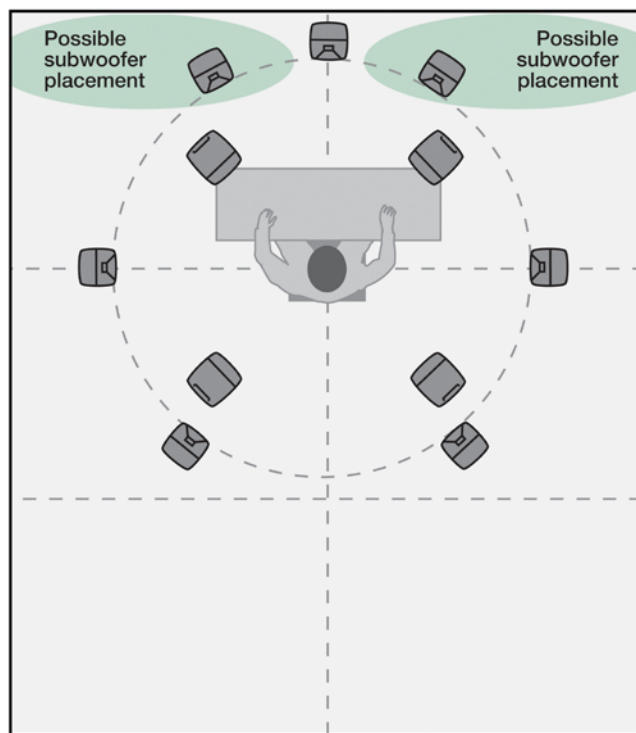 Possible
subwoofer
placement
Possible
subwoofer
placement